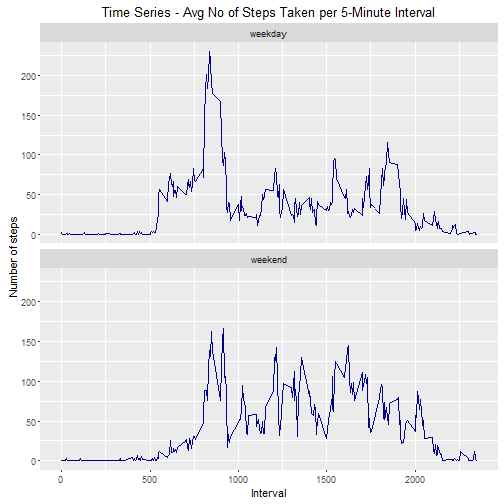 Time Series - Avg No of Steps Taken per 5-Minute Interval
weekday
200
150
100
50
0
weekend
200
150
100
50
0
Number of steps
0 500 1000 1500 2000
Interval